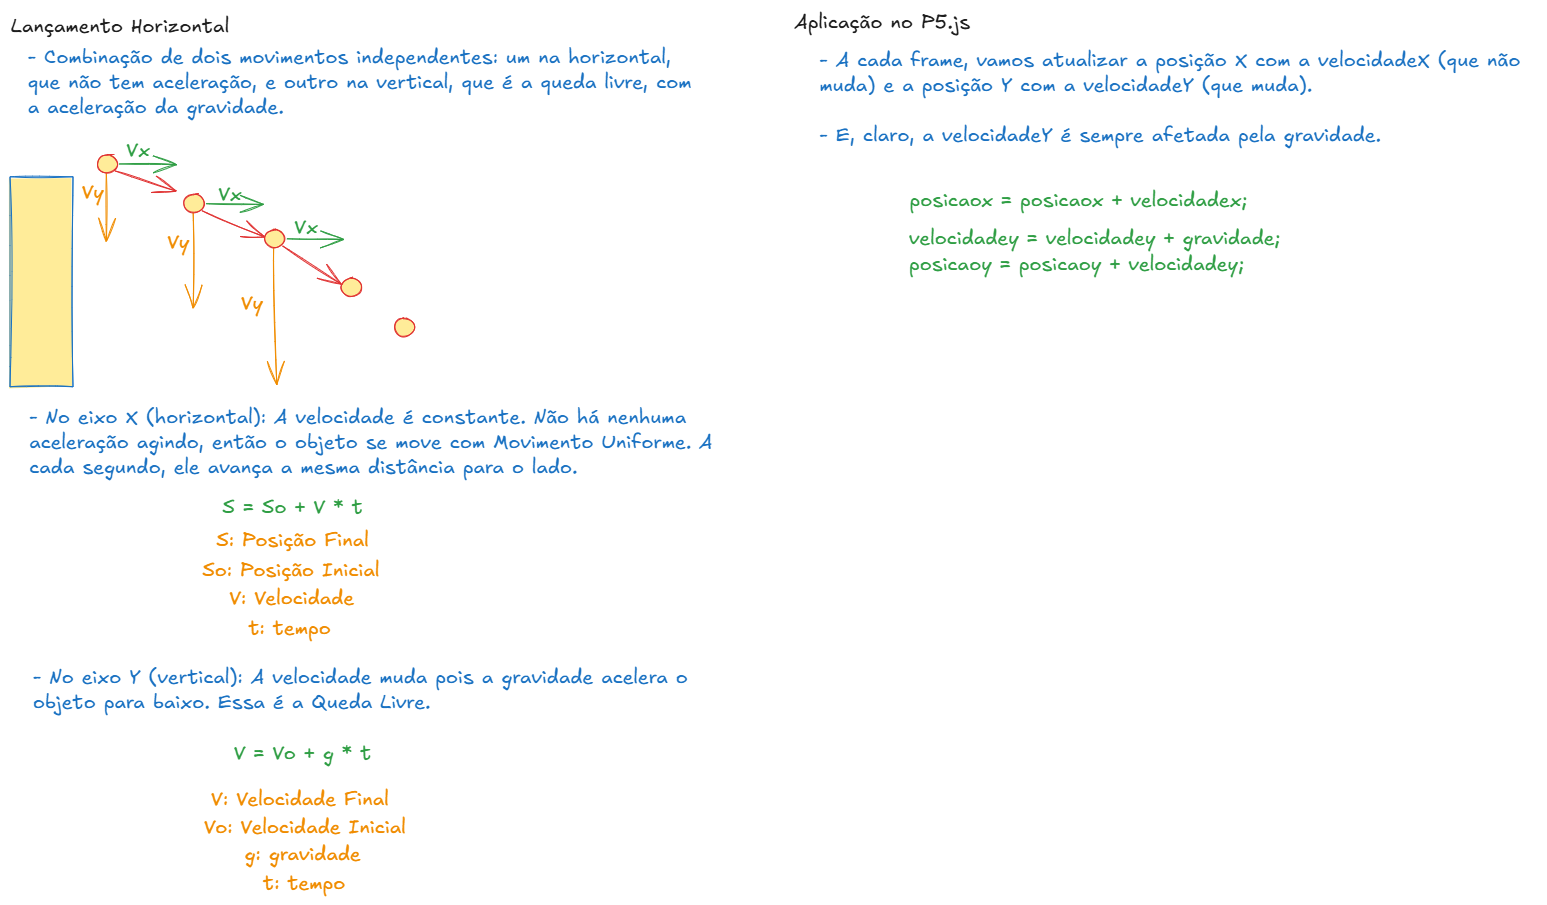 Lançamento Horizontal
- Combinação de dois movimentos independentes: um na horizontal,
que não tem aceleração, e outro na vertical, que é a queda livre, com
a aceleração da gravidade.
Vx
Vy
Vx
Vy
Vx
Vy
- No eixo X (horizontal): A velocidade é constante. Não há nenhuma
aceleração agindo, então o objeto se move com Movimento Uniforme. A
cada segundo, ele avança a mesma distância para o lado.
S = So + V * t
S: Posição Final
So: Posição Inicial
V: Velocidade
t: tempo
- No eixo Y (vertical): A velocidade muda pois a gravidade acelera o
objeto para baixo. Essa é a Queda Livre.
V = Vo + g * t
V: Velocidade Final
Vo: Velocidade Inicial
g: gravidade
t: tempo
Aplicação no P5.js
- A cada frame, vamos atualizar a posição X com a velocidadeX (que não
muda) e a posição Y com a velocidadeY (que muda).
- E, claro, a velocidadeY é sempre afetada pela gravidade.
posicaox = posicaox + velocidadex;
velocidadey = velocidadey + gravidade;
posicaoy = posicaoy + velocidadey;